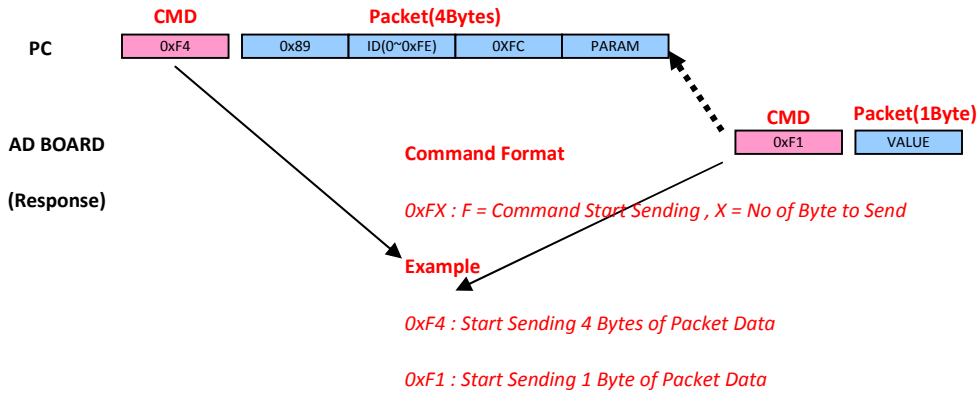 CMD Packet(4Bytes)
PC 0xF4 0x89 ID(0~0xFE) 0XFC PARAM
CMD Packet(1Byte)
AD BOARD 0xF1 VALUE
Command Format
(Response)
0xFX : F = Command Start Sending , X = No of Byte to Send
Example
0xF4 : Start Sending 4 Bytes of Packet Data
0xF1 : Start Sending 1 Byte of Packet Data